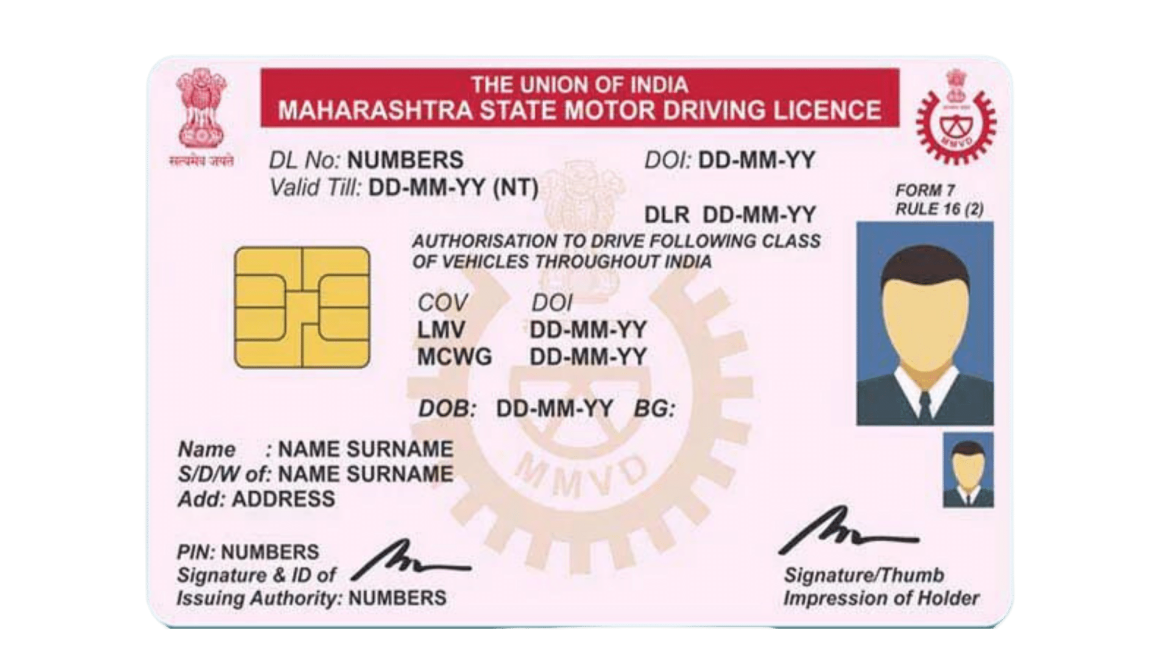 THE UNION OF INDIA
MAHARASHTRA STATE MOTOR DRIVING LICENCE
सत्यमेव जयते
MMVD
DL No: NUMBERS
DOI: DD-MM-YY
Valid Till: DD-MM-YY (NT)
FORM 7
RULE 16 (2)
DLR DD-MM-YY
AUTHORISATION TO DRIVE FOLLOWING CLASS
OF VEHICLES THROUGHOUT INDIA
COV DOI
LMV DD-MM-YY
MCWG DD-MM-YY
DOB: DD-MM-YY BG:
Name : NAME SURNAME
S/D/W of: NAME SURNAME
Add: ADDRESS
MMVD
PIN: NUMBERS
Signature & ID of
Issuing Authority: NUMBERS
Signature/Thumb
Impression of Holder